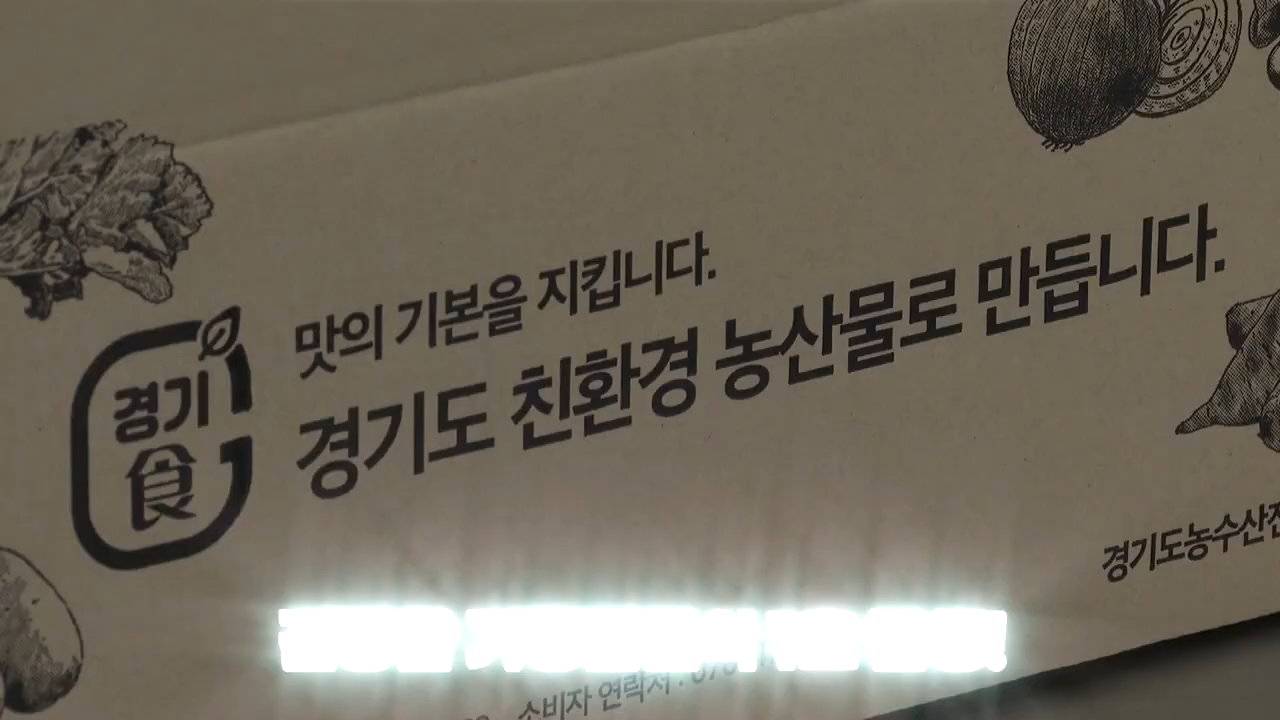 맛의 기본을 지킵니다.
경기도 친환경 농산물로 만듭니다.
경기
食
경기도농수산
소비자 연락처 : 070